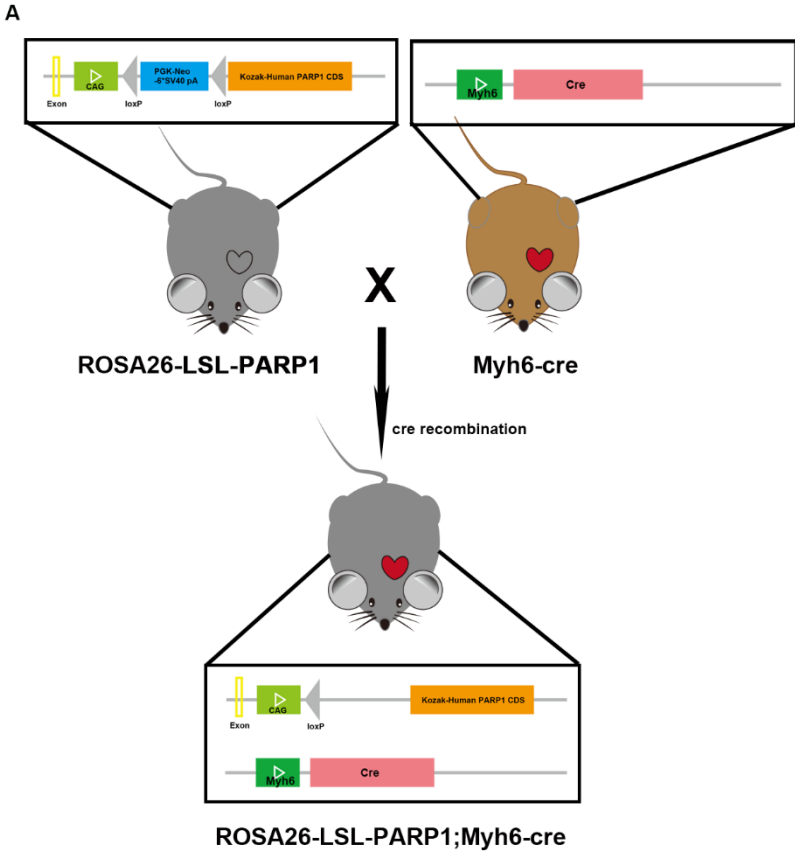 A
Exon
CAG
loxP
PGK-Neo
-6*SV40 pA
loxP
Kozak-Human PARP1 CDS
Myh6
Cre
ROSA26-LSL-PARP1
X
Myh6-cre
cre recombination
Exon
CAG
loxP
Kozak-Human PARP1 CDS
Myh6
Cre
ROSA26-LSL-PARP1;Myh6-cre